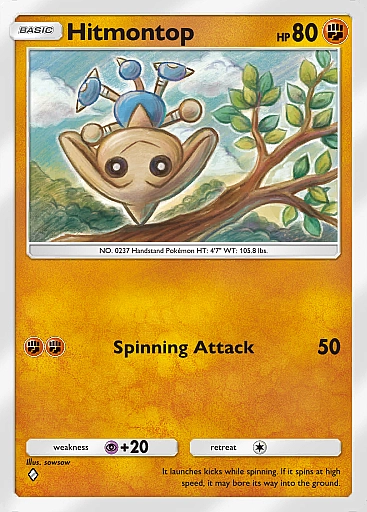 BASIC Hitmontop HP 80
NO. 0237 Handstand Pokémon HT: 4'7" WT: 105.8 lbs.
Spinning Attack 50
weakness +20 retreat
Illus. sowsow
It launches kicks while spinning. If it spins at high
speed, it may bore its way into the ground.